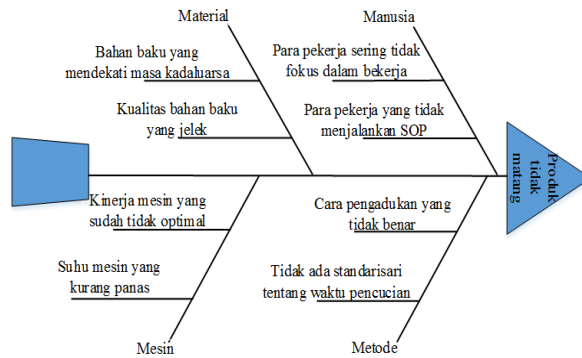 Material
Manusia
Bahan baku yang
mendekati masa kadaluarsa
Para pekerja sering tidak
fokus dalam bekerja
Kualitas bahan baku
yang jelek
Para pekerja yang tidak
menjalankan SOP
Produk
tidak
matang
Kinerja mesin yang
sudah tidak optimal
Cara pengadukan yang
tidak benar
Suhu mesin yang
kurang panas
Tidak ada standarisari
tentang waktu pencucian
Mesin
Metode